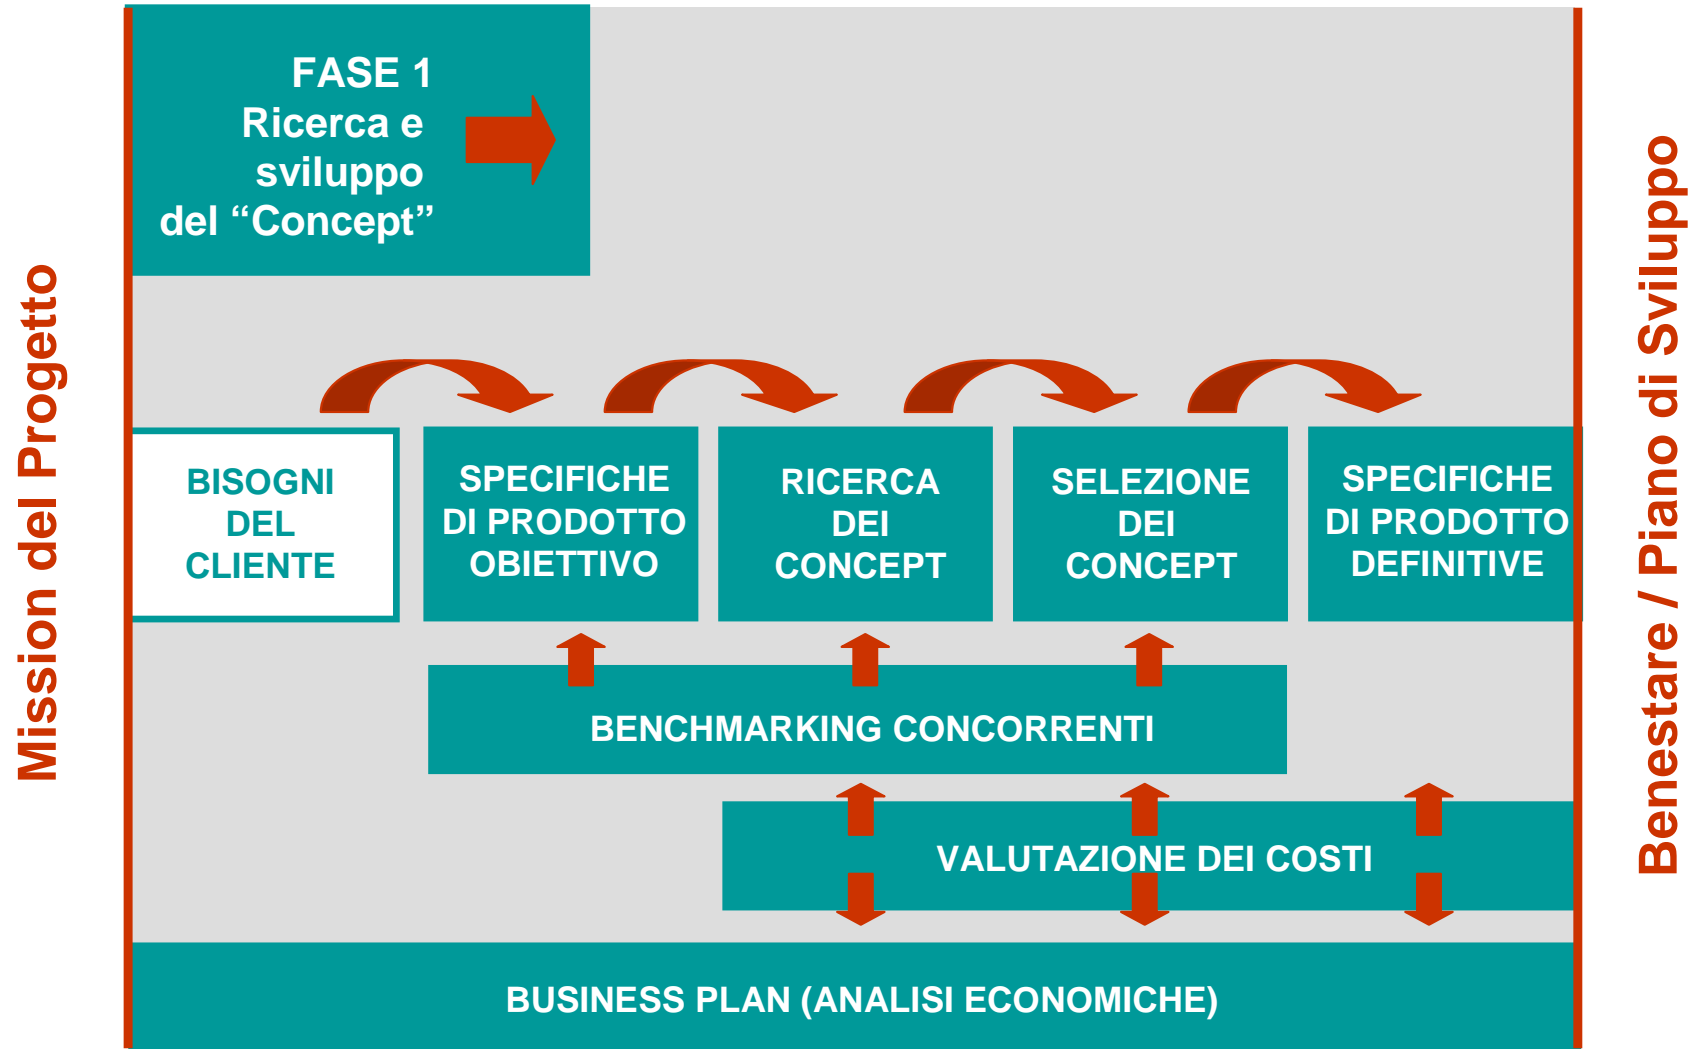 FASE 1
Ricerca e
sviluppo
del “Concept”
Mission del Progetto
Benestare / Piano di Sviluppo
BISOGNI
DEL
CLIENTE
SPECIFICHE
DI PRODOTTO
OBIETTIVO
RICERCA
DEI
CONCEPT
SELEZIONE
DEI
CONCEPT
SPECIFICHE
DI PRODOTTO
DEFINITIVE
BENCHMARKING CONCORRENTI
VALUTAZIONE DEI COSTI
BUSINESS PLAN (ANALISI ECONOMICHE)